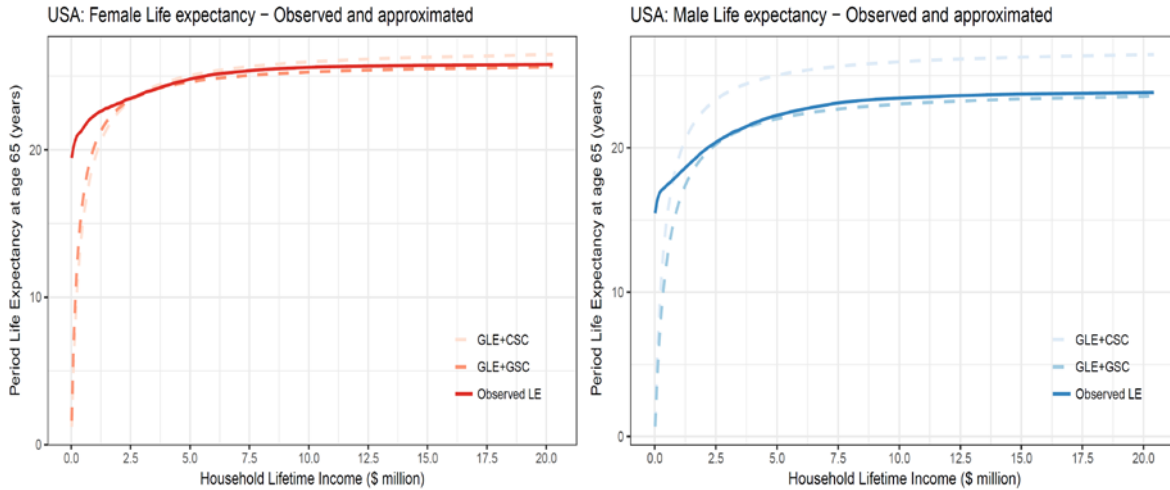 USA: Female Life expectancy − Observed and approximated
Period Life Expectancy at age 65 (years)
20
10
0
GLE+CSC
GLE+GSC
Observed LE
0.0 2.5 5.0 7.5 10.0 12.5 15.0 17.5 20.0
Household Lifetime Income ($ million)
USA: Male Life expectancy − Observed and approximated
Period Life Expectancy at age 65 (years)
20
10
0
GLE+CSC
GLE+GSC
Observed LE
0.0 2.5 5.0 7.5 10.0 12.5 15.0 17.5 20.0
Household Lifetime Income ($ million)